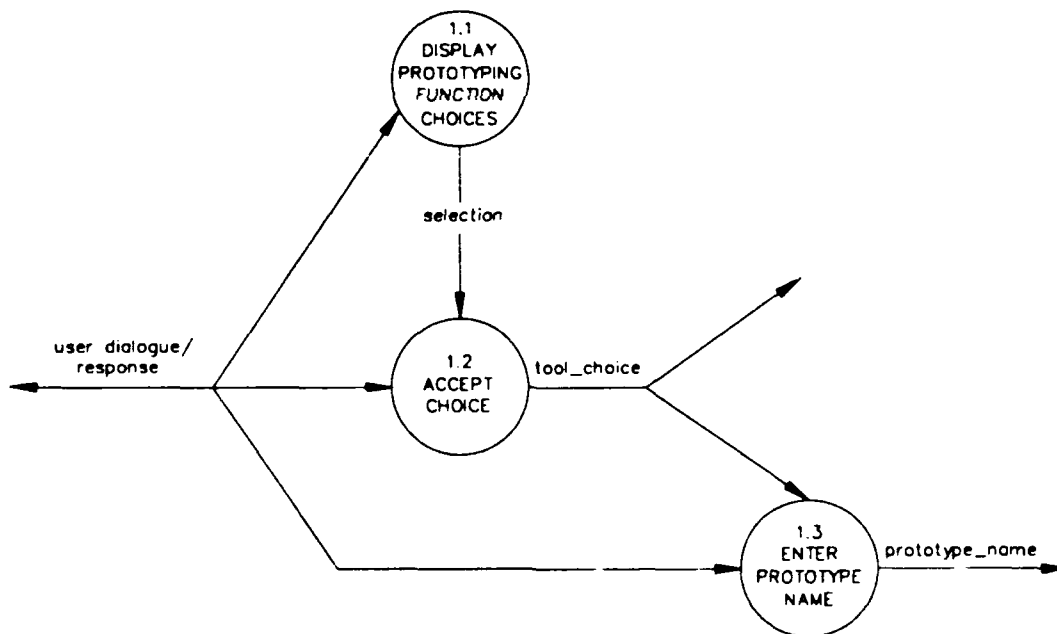 1.1
DISPLAY
PROTOTYPING
FUNCTION
CHOICES
selection
user dialogue/
response
1.2
ACCEPT
CHOICE
tool_choice
1.3
ENTER
PROTOTYPE
NAME
prototype_name